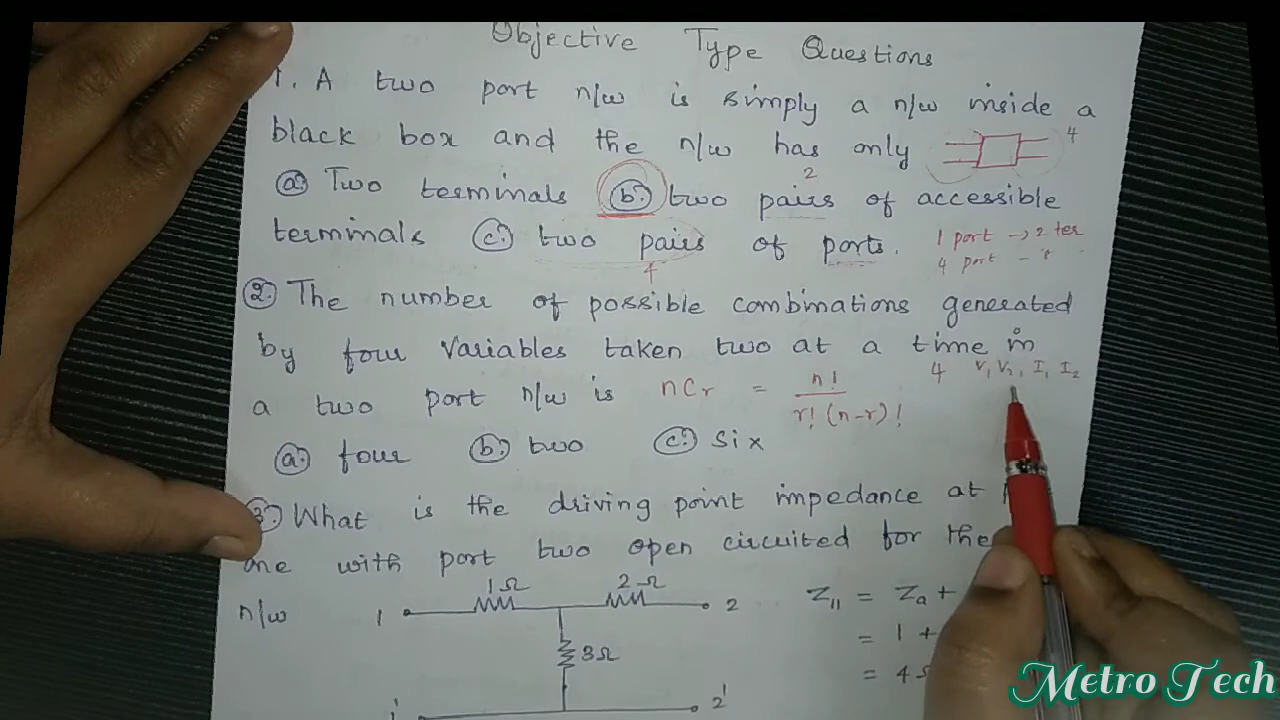 Objective Type Questions
1. A two port n/w is simply a n/w inside a
black box and the n/w has only 4
2
a. Two terminals b. two pairs of accessible
terminals c. two pairs of ports. 1 port → 2 ter
4 4 port -
2. The number of possible combinations generated
by four variables taken two at a time in
4 V1 V2, I1 I2
a two port n/w is nCr = n! / r! (n-r)!
a. four b. two c. six
3. What is the driving point impedance at
one with port two open circuited for the
n/w 1 1Ω 2Ω 2
3Ω
1' 2'
Z11 = Za +
= 1 +
= 4
Metro Tech